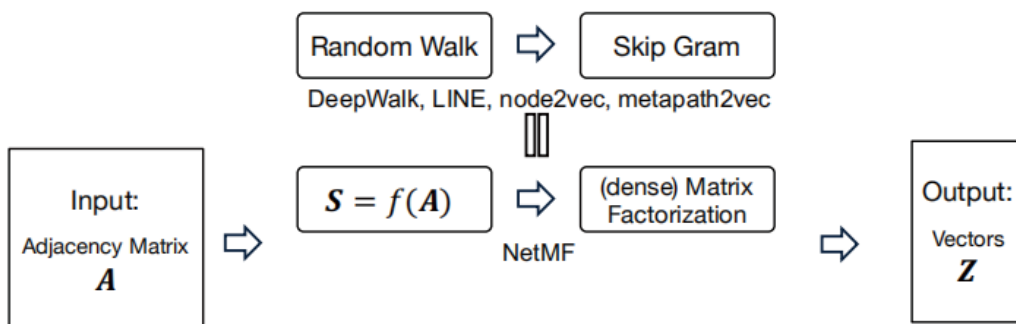 Random Walk
Skip Gram
DeepWalk, LINE, node2vec, metapath2vec
Input:
Adjacency Matrix
A
S = f(A)
(dense) Matrix
Factorization
NetMF
Output:
Vectors
Z